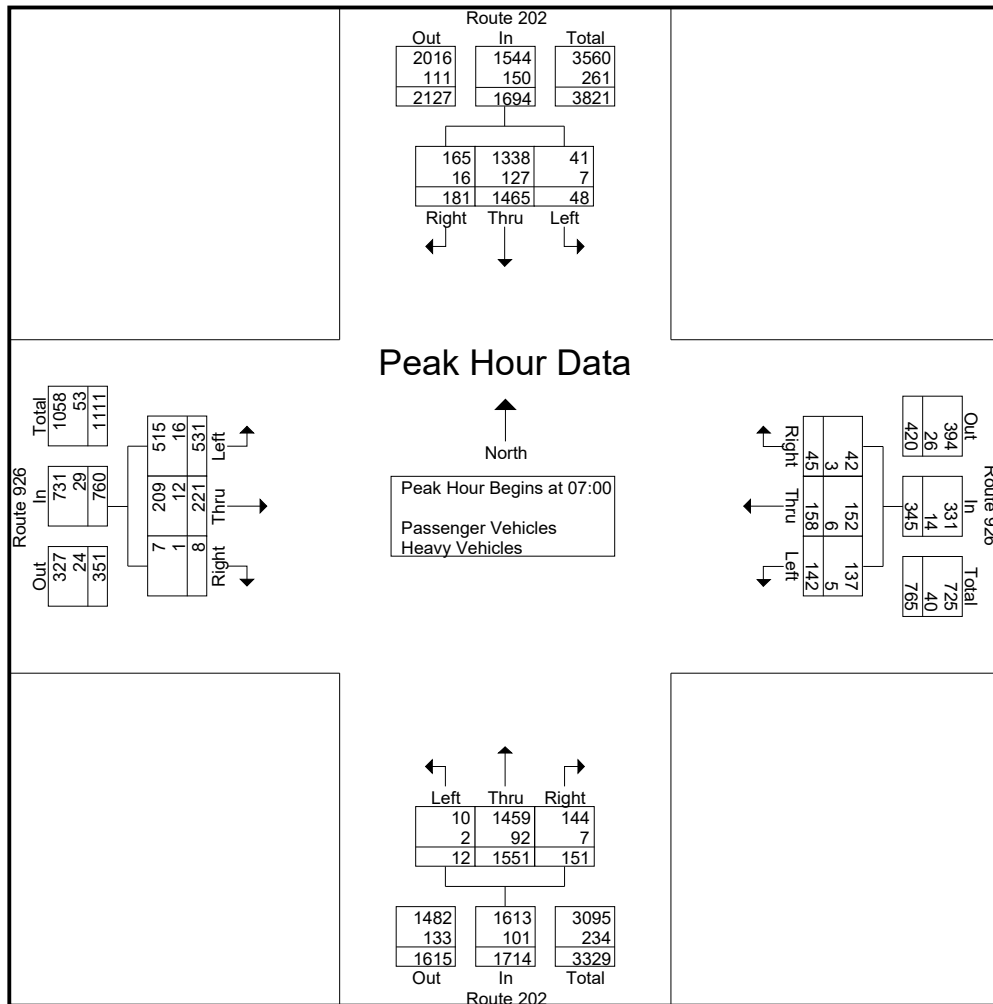 Route 202
Out In Total
2016 1544 3560
111 150 261
2127 1694 3821
165 1338 41
16 127 7
181 1465 48
Right Thru Left
Peak Hour Data
North
Peak Hour Begins at 07:00
Passenger Vehicles
Heavy Vehicles
Route 926
Out In Total
327 731 1058
24 29 53
351 760 1111
7 209 515
1 12 16
8 221 531
Right Thru Left
Route 926
Out In Total
394 331 725
26 14 40
420 345 765
42 152 137
3 6 5
45 158 142
Right Thru Left
Left Thru Right
10 1459 144
2 92 7
12 1551 151
1482 1613 3095
133 101 234
1615 1714 3329
Out In Total
Route 202